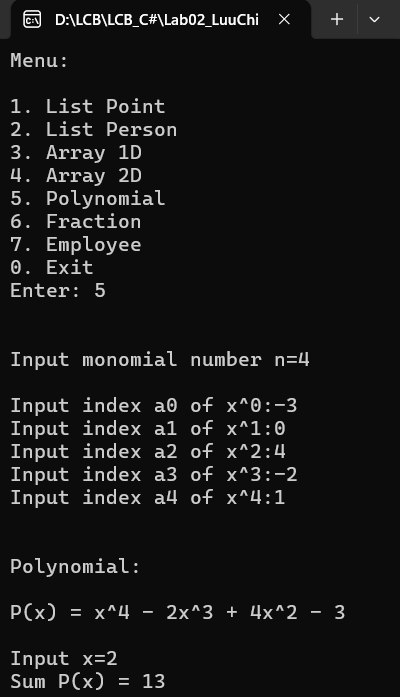 D:\LCB\LCB_C#\Lab02_LuuChi
Menu:
1. List Point
2. List Person
3. Array 1D
4. Array 2D
5. Polynomial
6. Fraction
7. Employee
0. Exit
Enter: 5
Input monomial number n=4
Input index a0 of x^0:-3
Input index a1 of x^1:0
Input index a2 of x^2:4
Input index a3 of x^3:-2
Input index a4 of x^4:1
Polynomial:
P(x) = x^4 - 2x^3 + 4x^2 - 3
Input x=2
Sum P(x) = 13